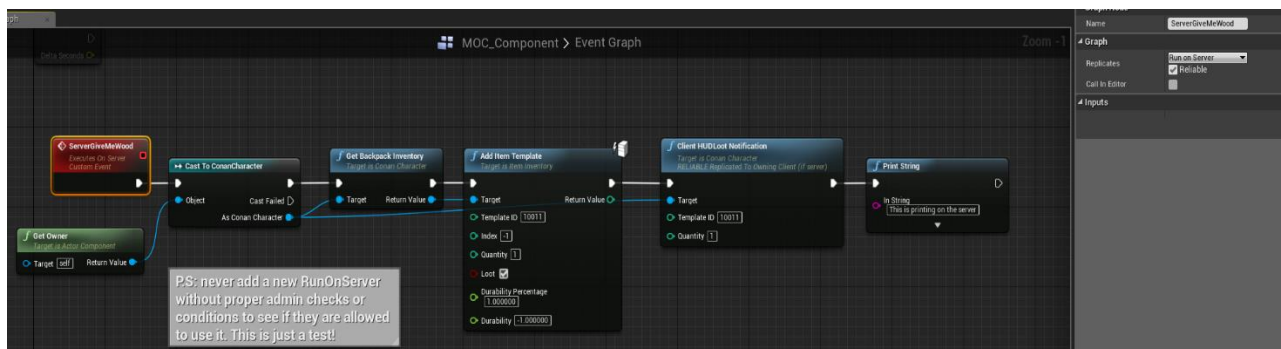 Graph Node
Name
ServerGiveMeWood
Graph
Replicates
Run on Server
Reliable
Call In Editor
Inputs
MOC_Component > Event Graph
Zoom -1
Delta Seconds
ServerGiveMeWood
Executes On Server
Custom Event
Cast To ConanCharacter
Object
Cast Failed
As Conan Character
Get Owner
Target is Actor Component
Target
self
Return Value
Get Backpack Inventory
Target is Conan Character
Target
Return Value
Add Item Template
Target is Item Inventory
Target
Return Value
Template ID 10011
Index -1
Quantity 1
Loot
Durability Percentage
1.000000
Durability -1.000000
Client HUDLoot Notification
Target is Conan Character
RELIABLE Replicated To Owning Client (if server)
Target
Template ID 10011
Quantity 1
Print String
In String
This is printing on the server
P.S: never add a new RunOnServer
without proper admin checks or
conditions to see if they are allowed
to use it. This is just a test!